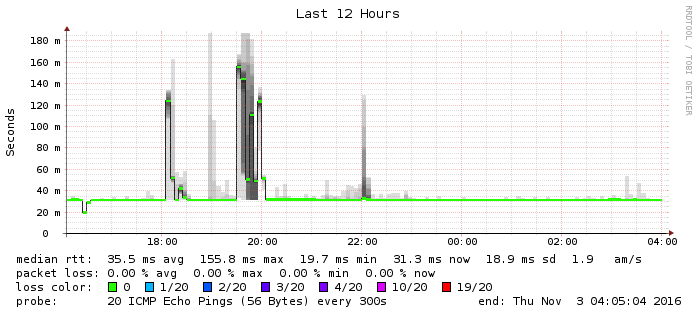 Last 12 Hours
RRDTOOL / TOBI OETIKER
Seconds
180 m
160 m
140 m
120 m
100 m
80 m
60 m
40 m
20 m
0
18:00 20:00 22:00 00:00 02:00 04:00
median rtt: 35.5 ms avg 155.8 ms max 19.7 ms min 31.3 ms now 18.9 ms sd 1.9 am/s
packet loss: 0.00 % avg 0.00 % max 0.00 % min 0.00 % now
loss color: 0 1/20 2/20 3/20 4/20 10/20 19/20
probe: 20 ICMP Echo Pings (56 Bytes) every 300s end: Thu Nov 3 04:05:04 2016